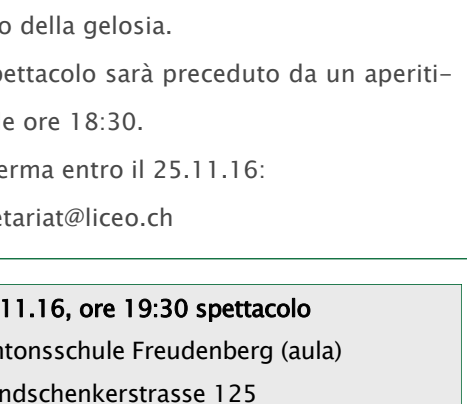 o della gelosia.
pettacolo sarà preceduto da un aperiti-
e ore 18:30.
erma entro il 25.11.16:
etariat@liceo.ch
11.16, ore 19:30 spettacolo
ntonsschule Freudenberg (aula)
ndschenkerstrasse 125